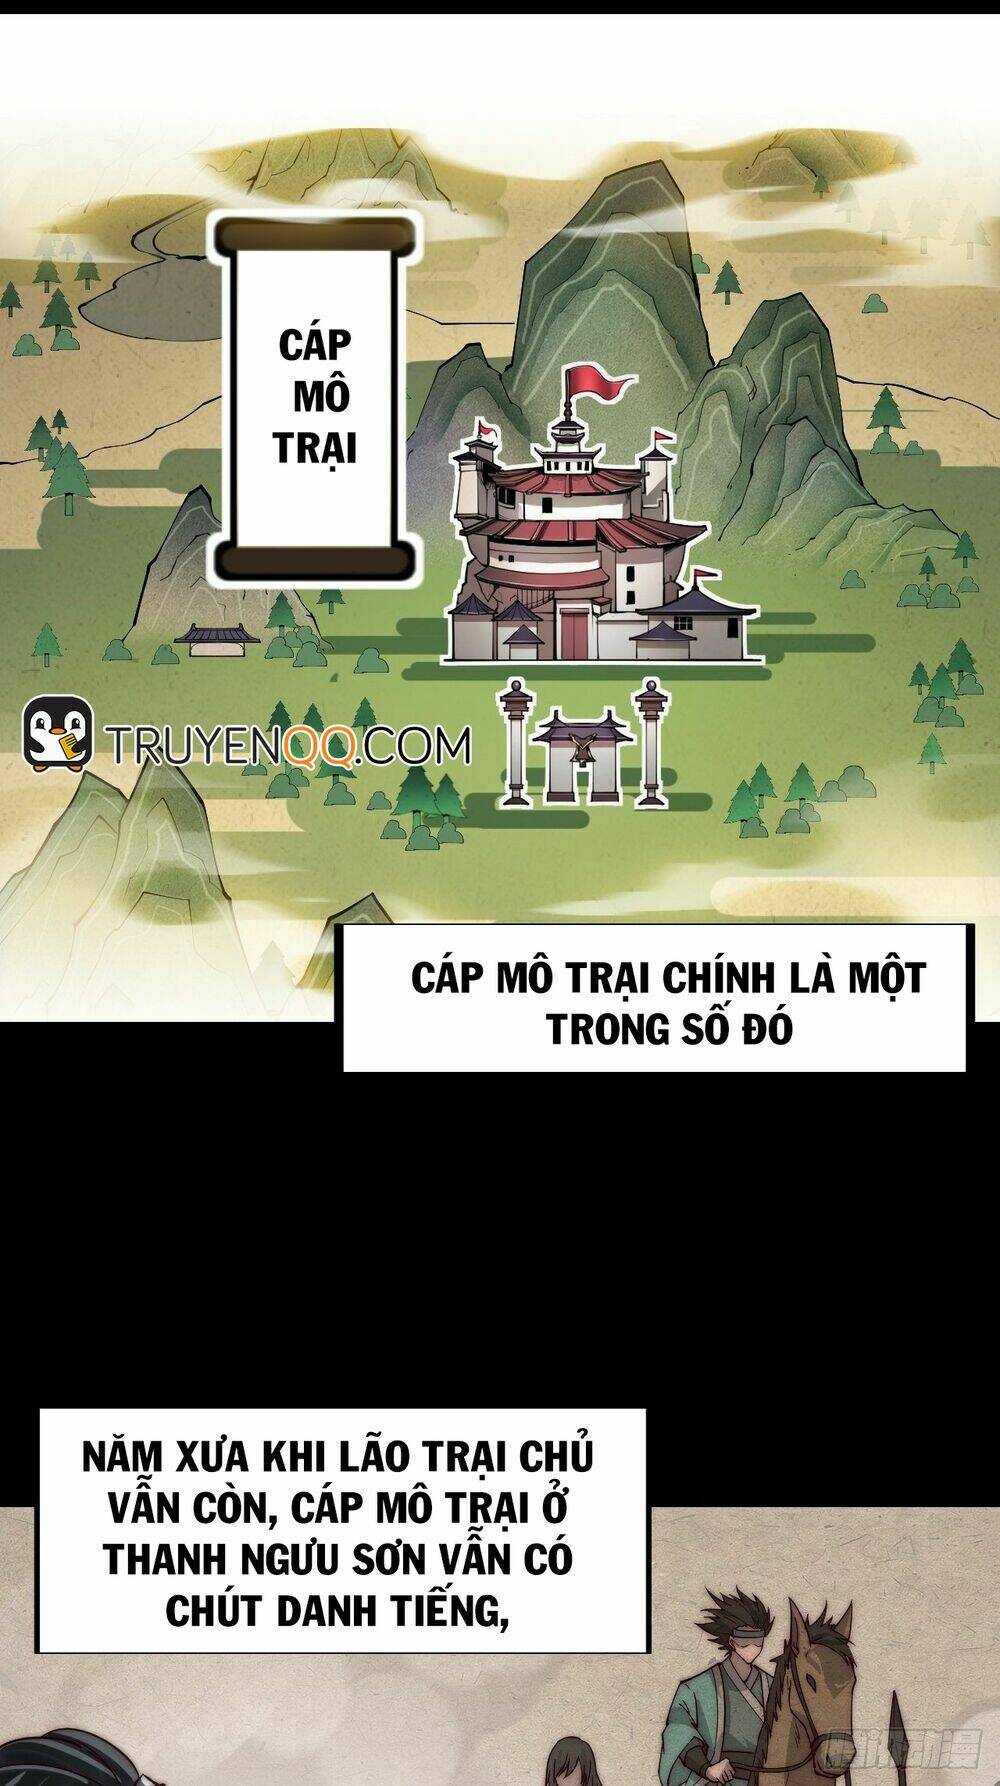 CÁP
MÔ
TRẠI
TRUYENQQ.COM
CÁP MÔ TRẠI CHÍNH LÀ MỘT
TRONG SỐ ĐÓ
NĂM XƯA KHI LÃO TRẠI CHỦ
VẪN CÒN, CÁP MÔ TRẠI Ở
THANH NGƯU SƠN VẪN CÓ
CHÚT DANH TIẾNG,